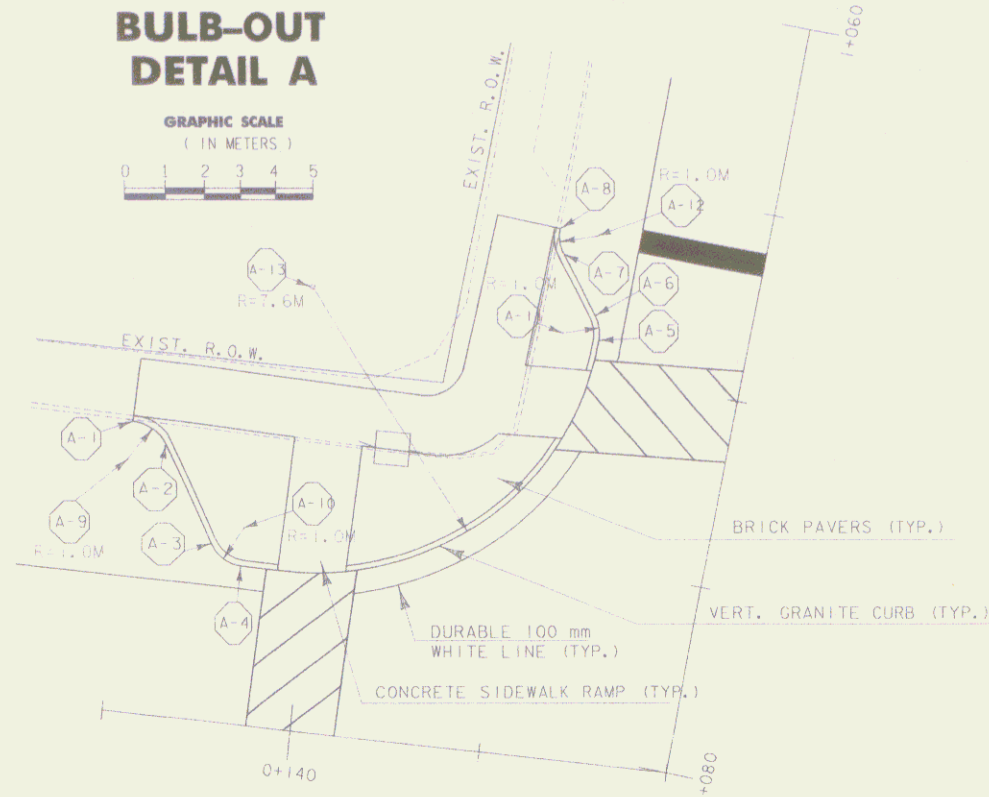 BULB-OUT
DETAIL A
GRAPHIC SCALE
( IN METERS )
0 1 2 3 4 5
EXIST. R.O.W.
1+060
A-8
R=1.0M
A-12
A-13
R=7.6M
A-7
R=1.0M
A-6
A-1
A-5
EXIST. R.O.W.
A-1
A-2
A-10
A-9
R=1.0M
A-3
R=1.0M
A-4
BRICK PAVERS (TYP.)
VERT. GRANITE CURB (TYP.)
DURABLE 100 mm
WHITE LINE (TYP.)
CONCRETE SIDEWALK RAMP (TYP.)
0+140
+080